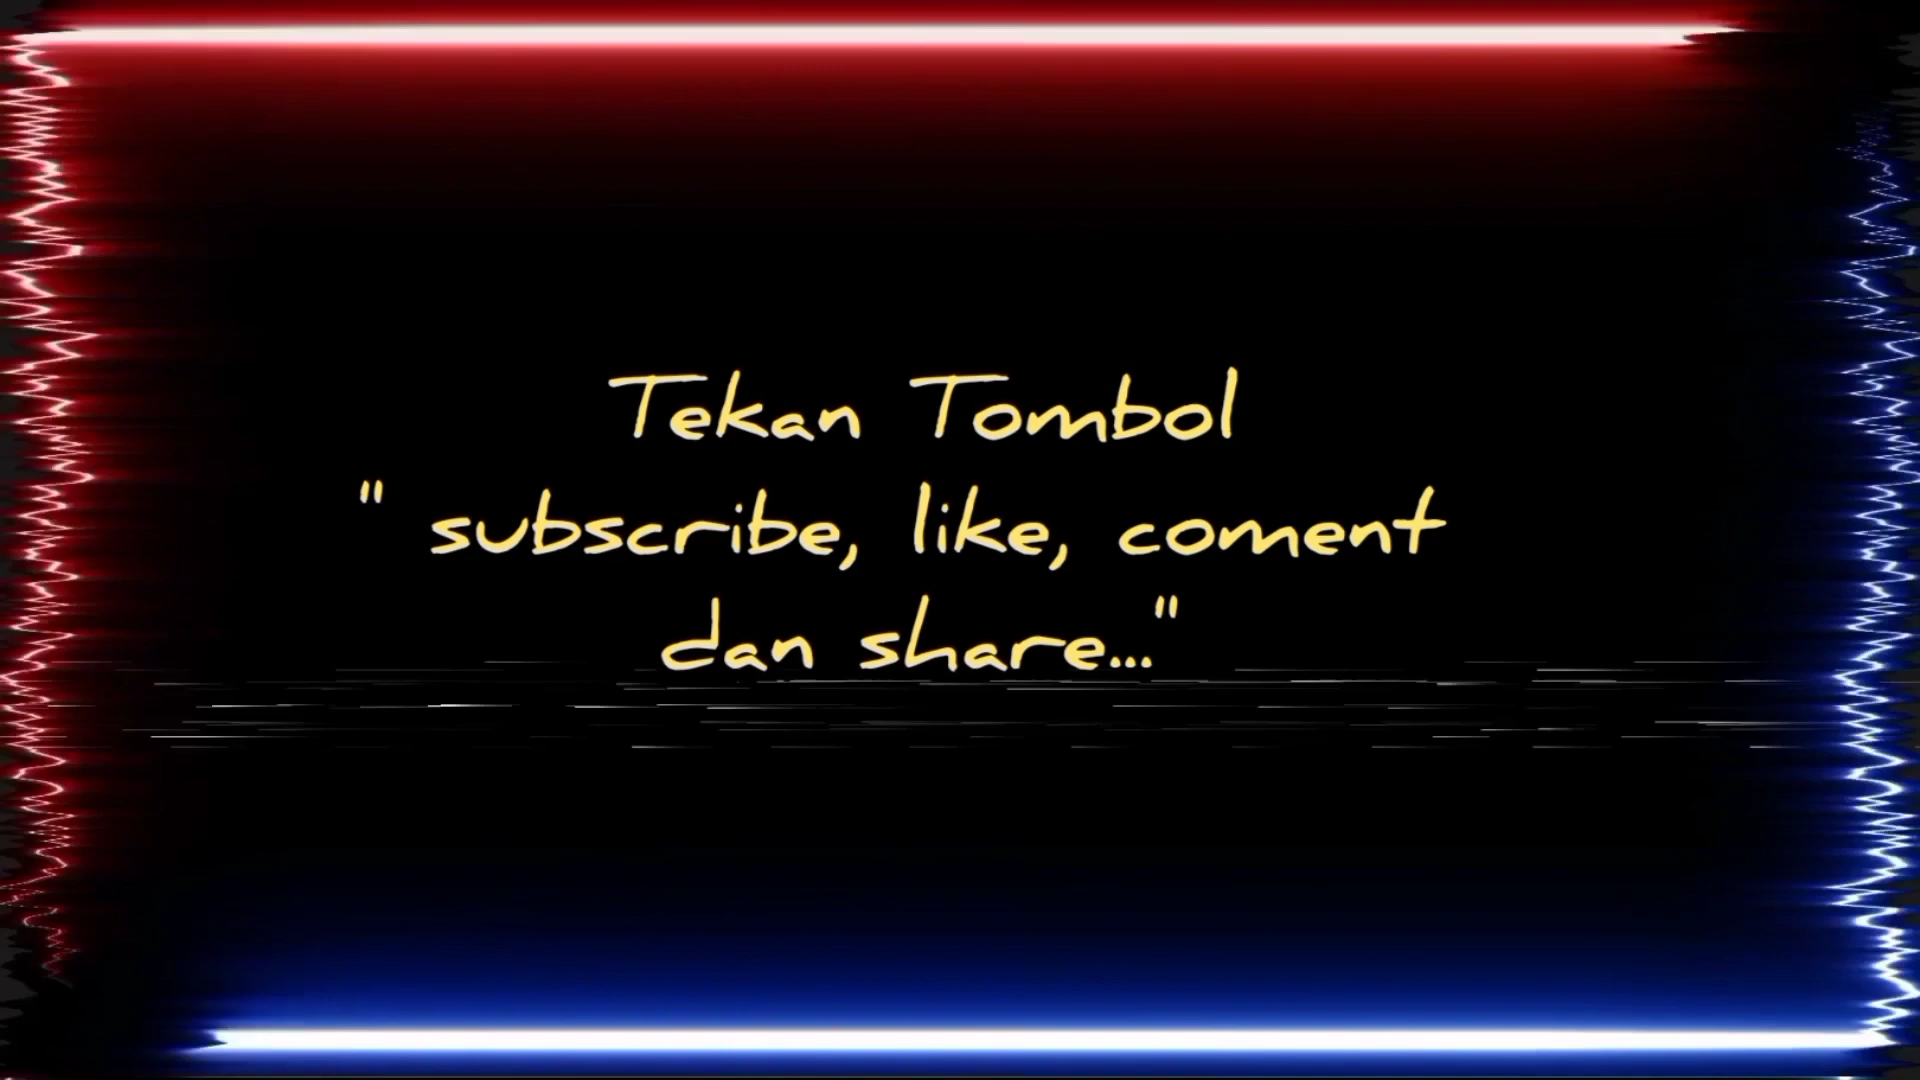 Tekan Tombol
" subscribe, like, coment
dan share..."